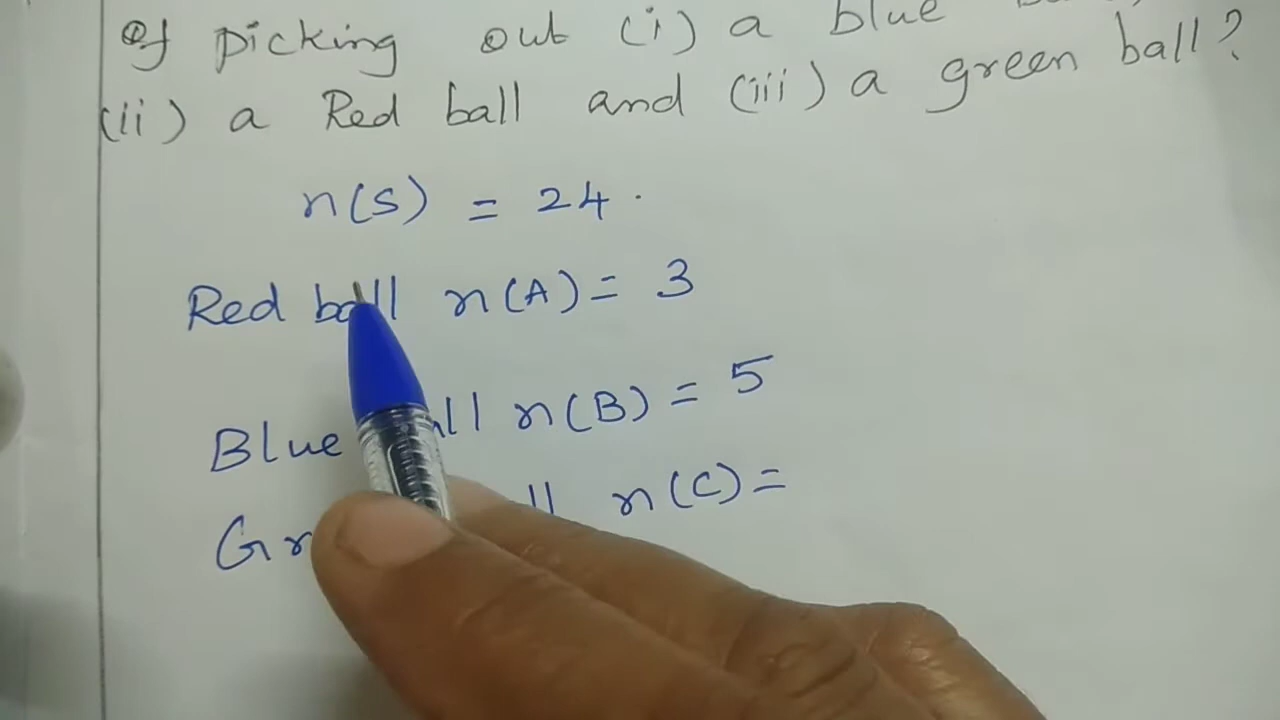 Of picking out (i) a blue
(ii) a Red ball and (iii) a green ball?
n(S) = 24.
Red ball n(A) = 3
Blue n(B) = 5
n(C) =